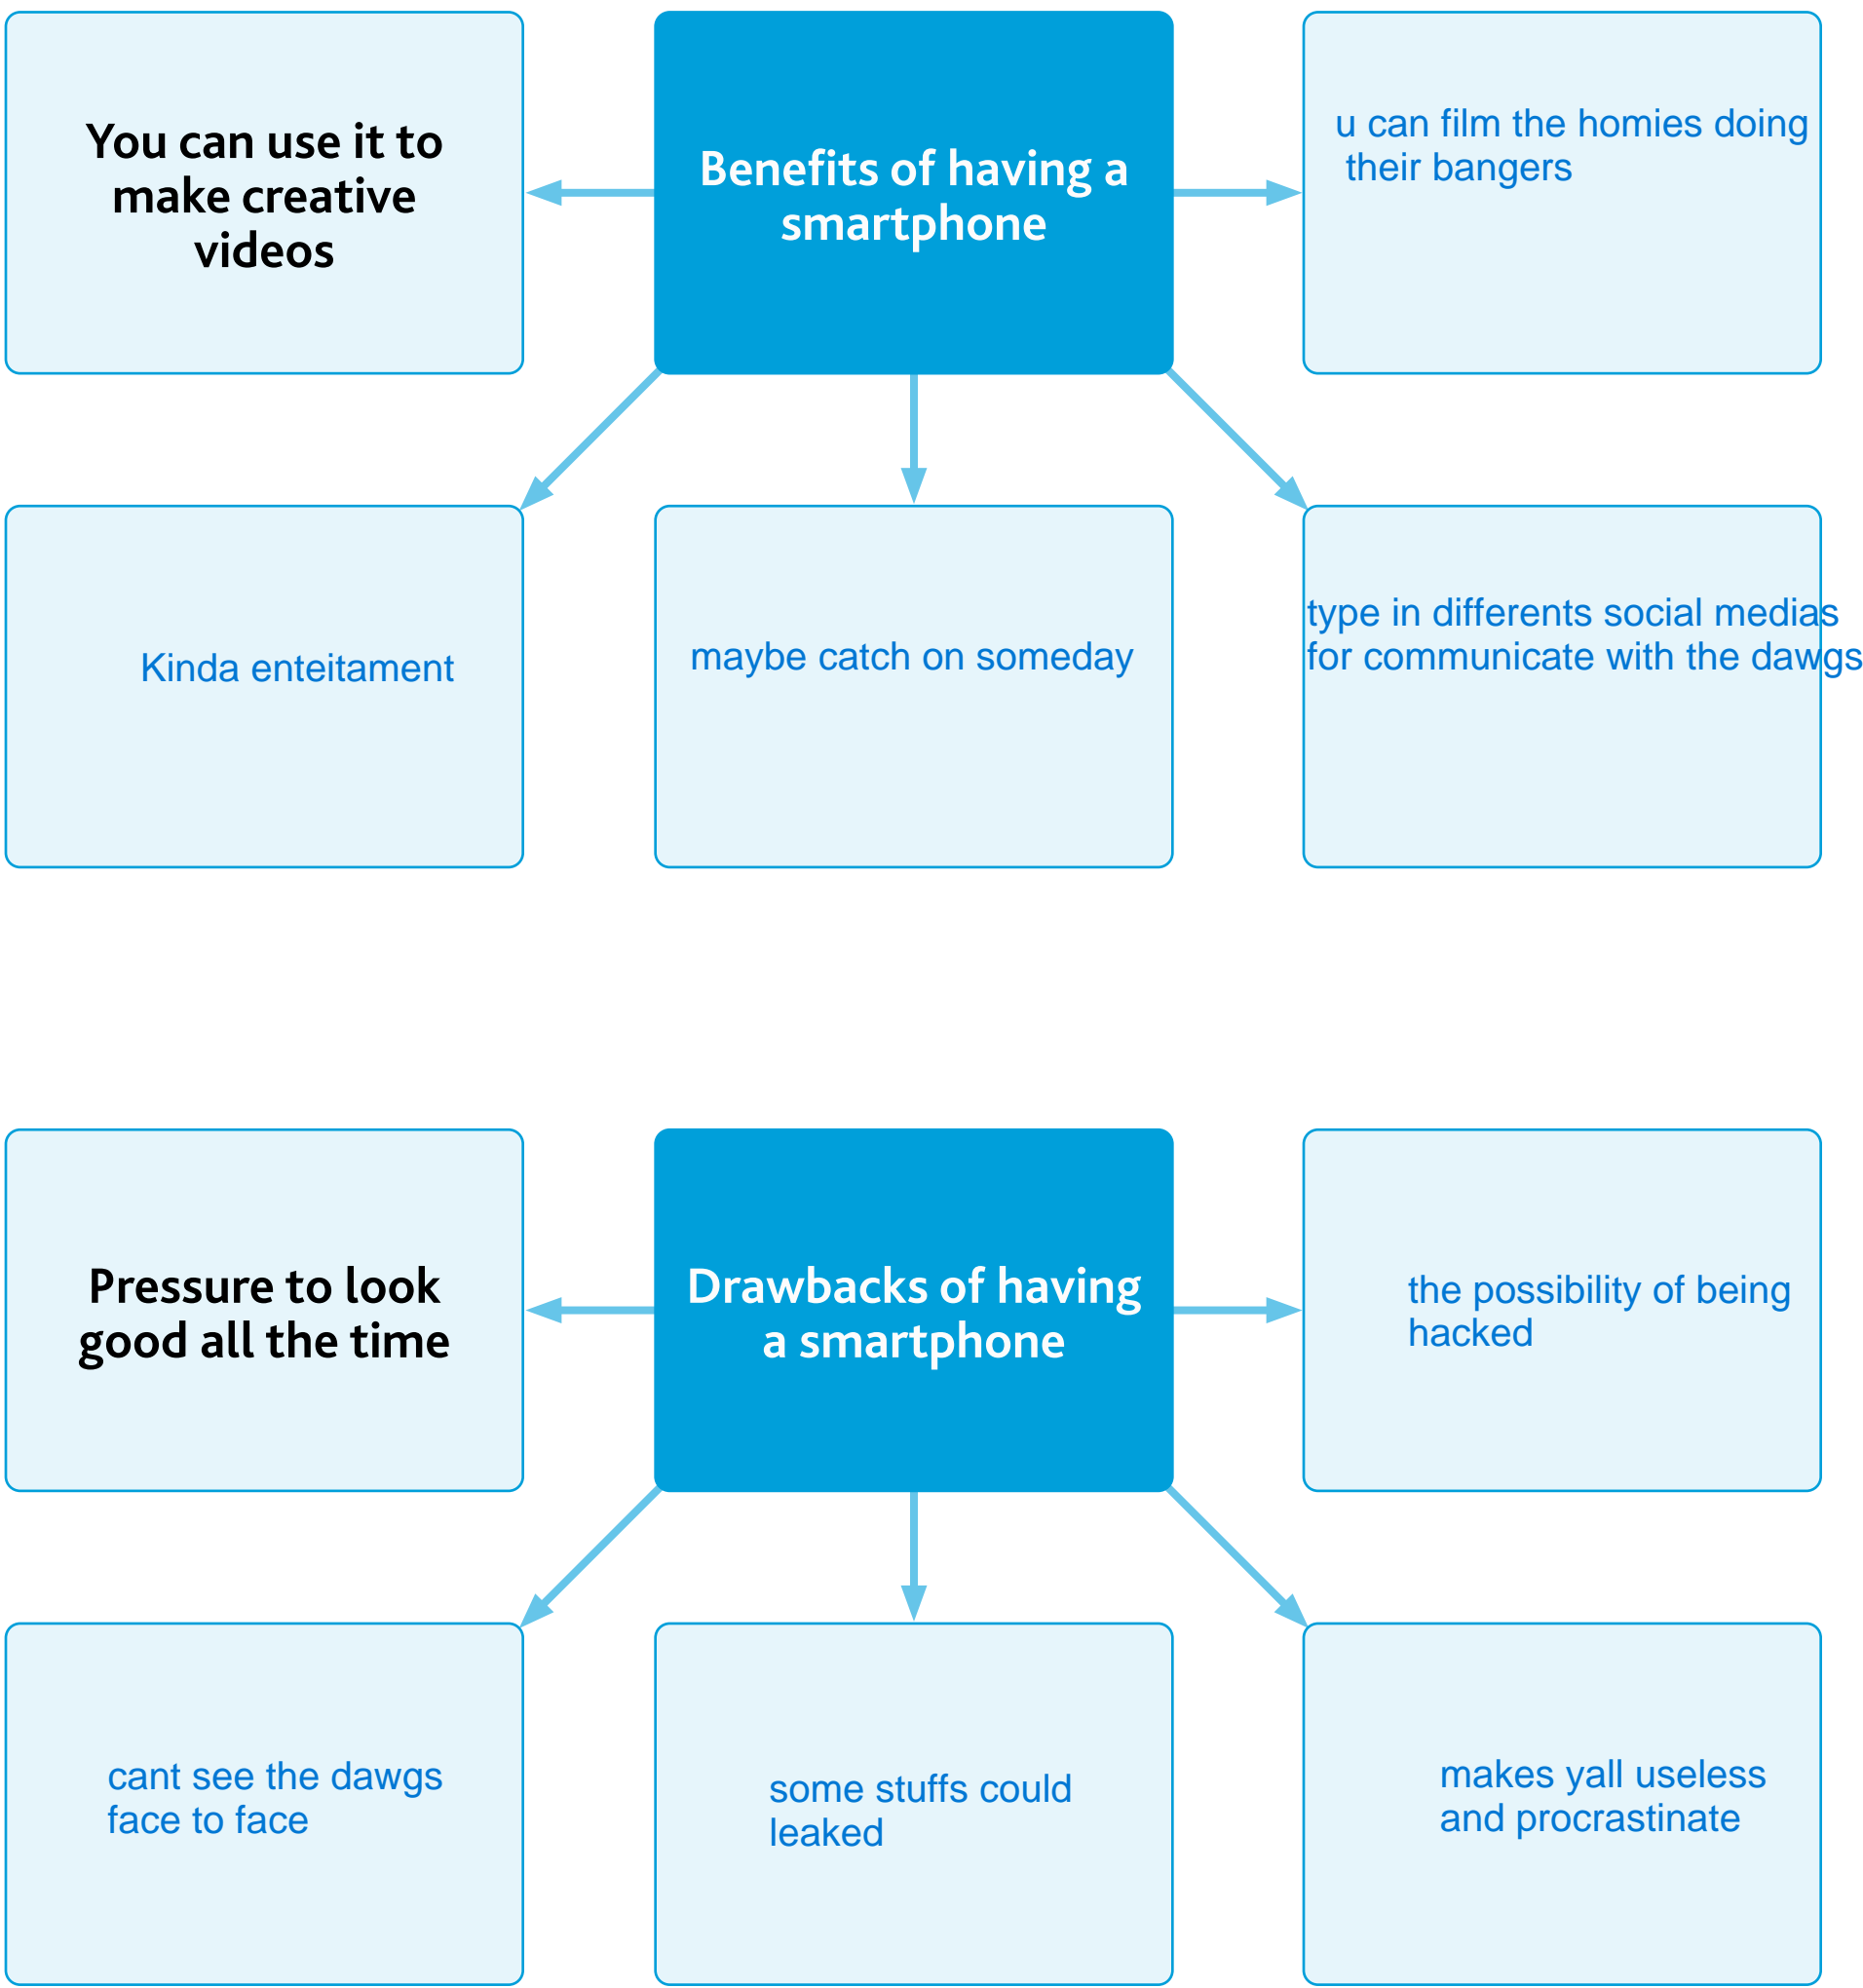 You can use it to
make creative
videos
Benefits of having a
smartphone
u can film the homies doing
their bangers
Kinda enteitament
maybe catch on someday
type in differents social medias
for communicate with the dawgs
Pressure to look
good all the time
Drawbacks of having
a smartphone
the possibility of being
hacked
cant see the dawgs
face to face
some stuffs could
leaked
makes yall useless
and procrastinate